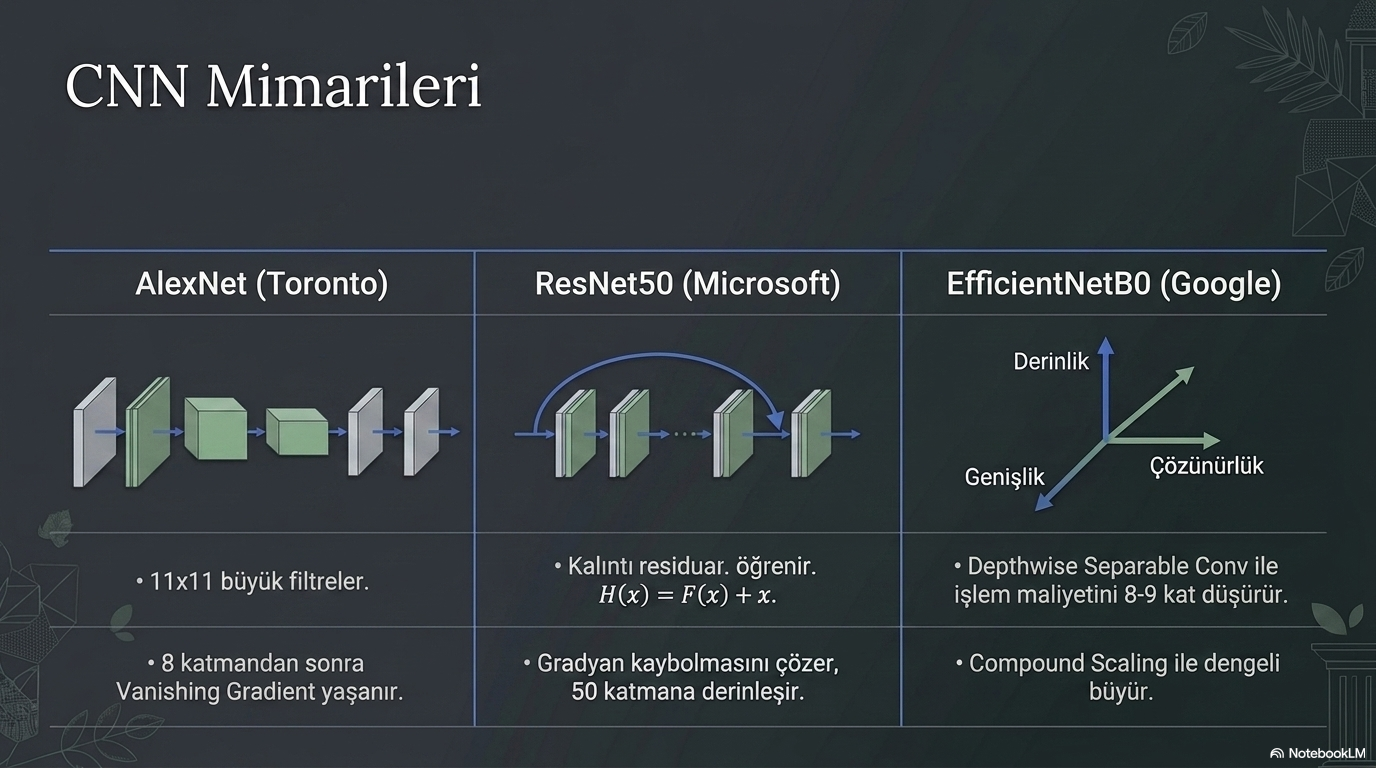 CNN Mimarileri
AlexNet (Toronto)
ResNet50 (Microsoft)
EfficientNetB0 (Google)
Derinlik
Genişlik
Çözünürlük
• 11x11 büyük filtreler.
• Kalıntı residuar. öğrenir.
H(x) = F(x) + x.
• Depthwise Separable Conv ile
işlem maliyetini 8-9 kat düşürür.
• 8 katmandan sonra
Vanishing Gradient yaşanır.
• Gradyan kaybolmasını çözer,
50 katmana derinleşir.
• Compound Scaling ile dengeli
büyür.
NotebookLM